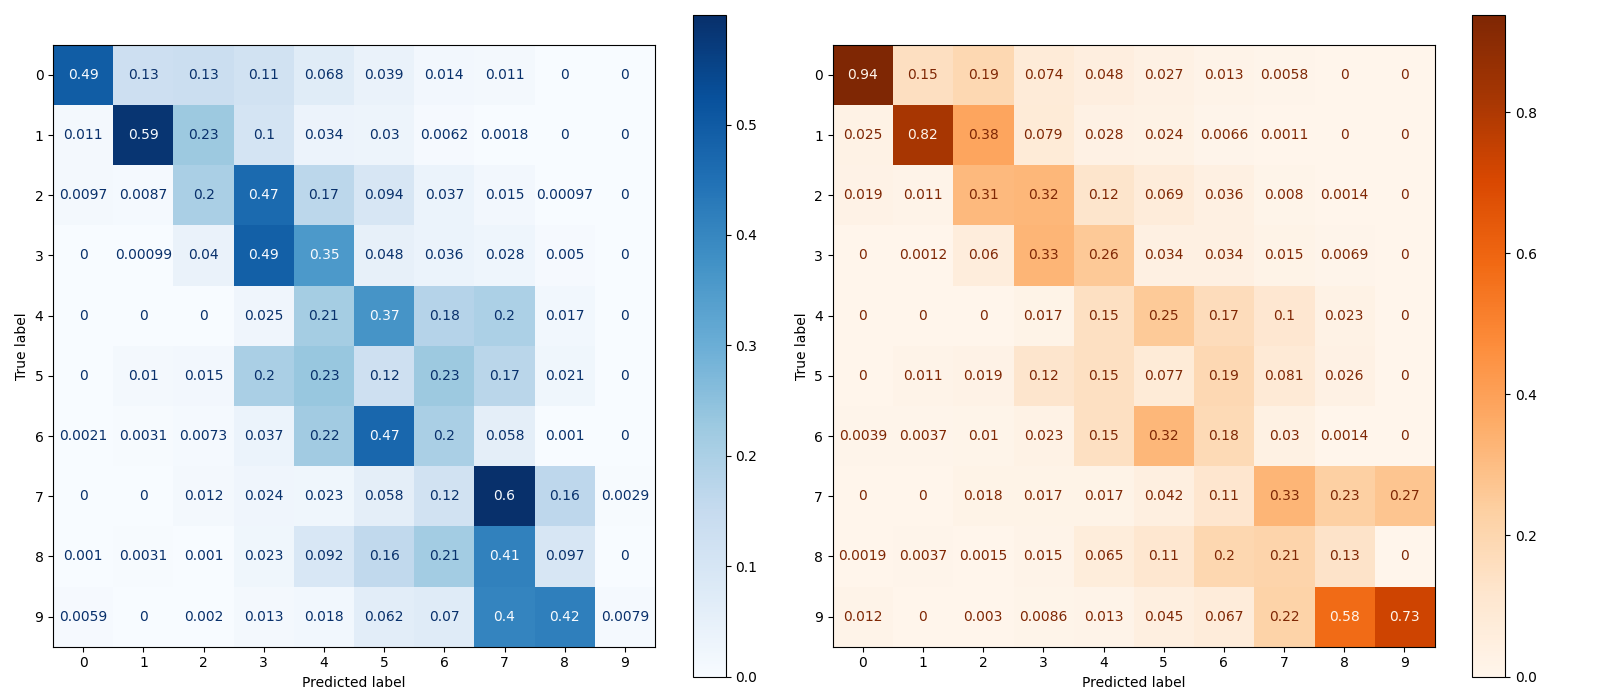 0 0.49 0.13 0.13 0.11 0.068 0.039 0.014 0.011 0 0
1 0.011 0.59 0.23 0.1 0.034 0.03 0.0062 0.0018 0 0
2 0.0097 0.0087 0.2 0.47 0.17 0.094 0.037 0.015 0.00097 0
3 0 0.00099 0.04 0.49 0.35 0.048 0.036 0.028 0.005 0
4 0 0 0 0.025 0.21 0.37 0.18 0.2 0.017 0
5 0 0.01 0.015 0.2 0.23 0.12 0.23 0.17 0.021 0
6 0.0021 0.0031 0.0073 0.037 0.22 0.47 0.2 0.058 0.001 0
7 0 0 0.012 0.024 0.023 0.058 0.12 0.6 0.16 0.0029
8 0.001 0.0031 0.001 0.023 0.092 0.16 0.21 0.41 0.097 0
9 0.0059 0 0.002 0.013 0.018 0.062 0.07 0.4 0.42 0.0079
0 1 2 3 4 5 6 7 8 9
Predicted label
True label
0.5
0.4
0.3
0.2
0.1
0.0
0 0.94 0.15 0.19 0.074 0.048 0.027 0.013 0.0058 0 0
1 0.025 0.82 0.38 0.079 0.028 0.024 0.0066 0.0011 0 0
2 0.019 0.011 0.31 0.32 0.12 0.069 0.036 0.008 0.0014 0
3 0 0.0012 0.06 0.33 0.26 0.034 0.034 0.015 0.0069 0
4 0 0 0 0.017 0.15 0.25 0.17 0.1 0.023 0
5 0 0.011 0.019 0.12 0.15 0.077 0.19 0.081 0.026 0
6 0.0039 0.0037 0.01 0.023 0.15 0.32 0.18 0.03 0.0014 0
7 0 0 0.018 0.017 0.017 0.042 0.11 0.33 0.23 0.27
8 0.0019 0.0037 0.0015 0.015 0.065 0.11 0.2 0.21 0.13 0
9 0.012 0 0.003 0.0086 0.013 0.045 0.067 0.22 0.58 0.73
0 1 2 3 4 5 6 7 8 9
Predicted label
True label
0.8
0.6
0.4
0.2
0.0